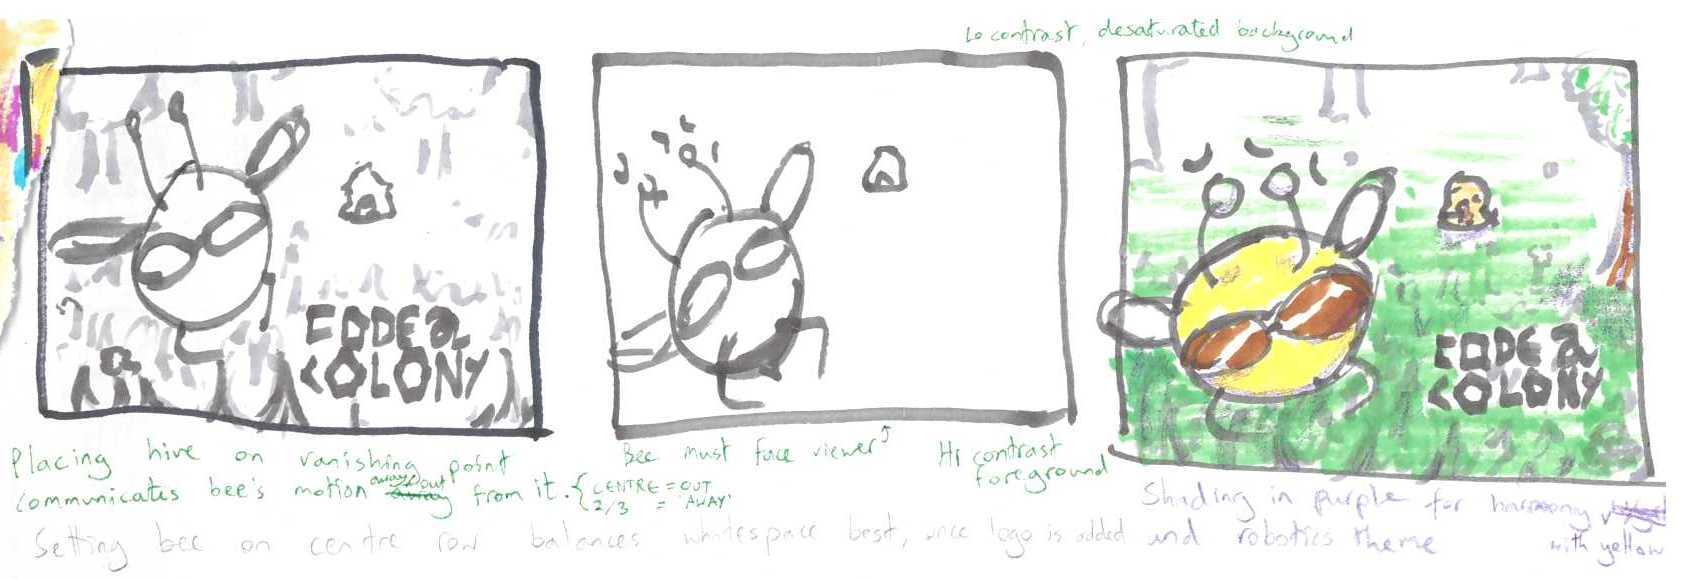 Lo contrast, desaturated background
CODE a
COLONY
CODE a
COLONY
Placing hive on vanishing point
communicates bee's motion away/out from it. { CENTRE = OUT
2/3 = 'AWAY'
Bee must face viewer
Hi contrast
foreground
Shading in purple for harmony
with yellow
and robotics theme
Setting bee on centre row balances whitespace best, once logo is added